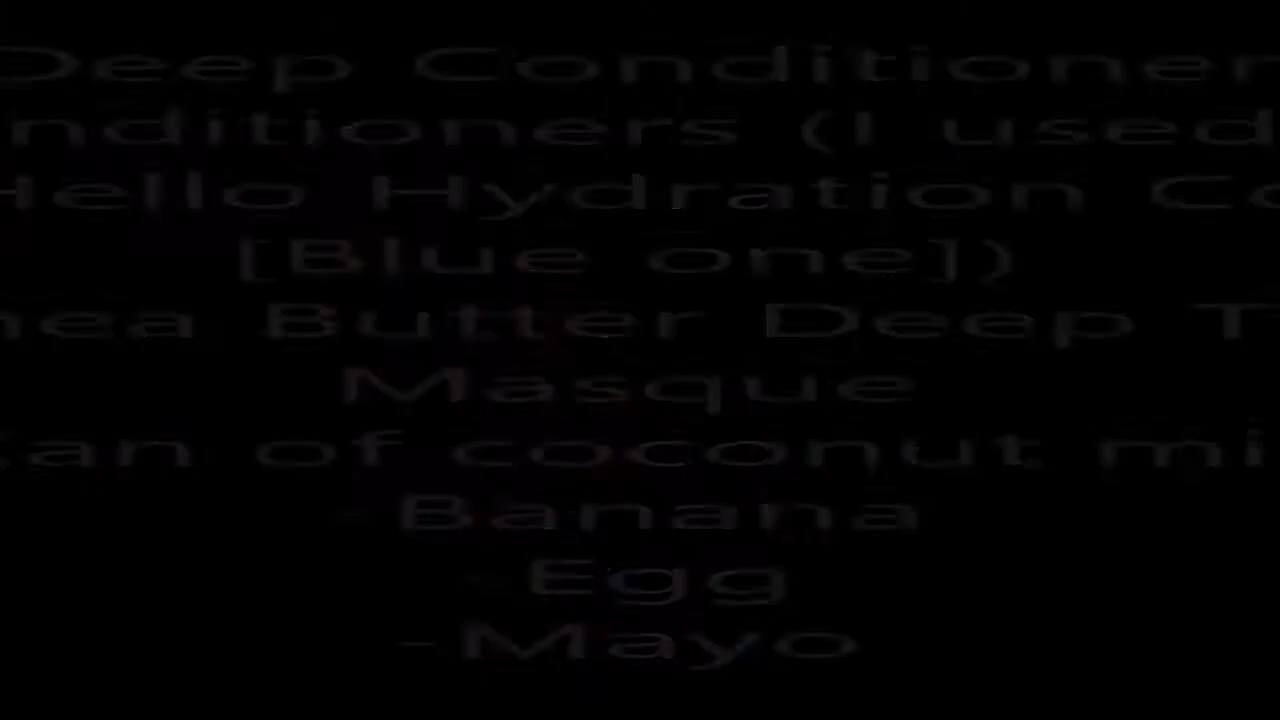 Deep Conditioner
nditioners (I used
Hello Hydration Co
[Blue one])
hea Butter Deep T
Masque
can of coconut mi
-Banana
-Egg
-Mayo